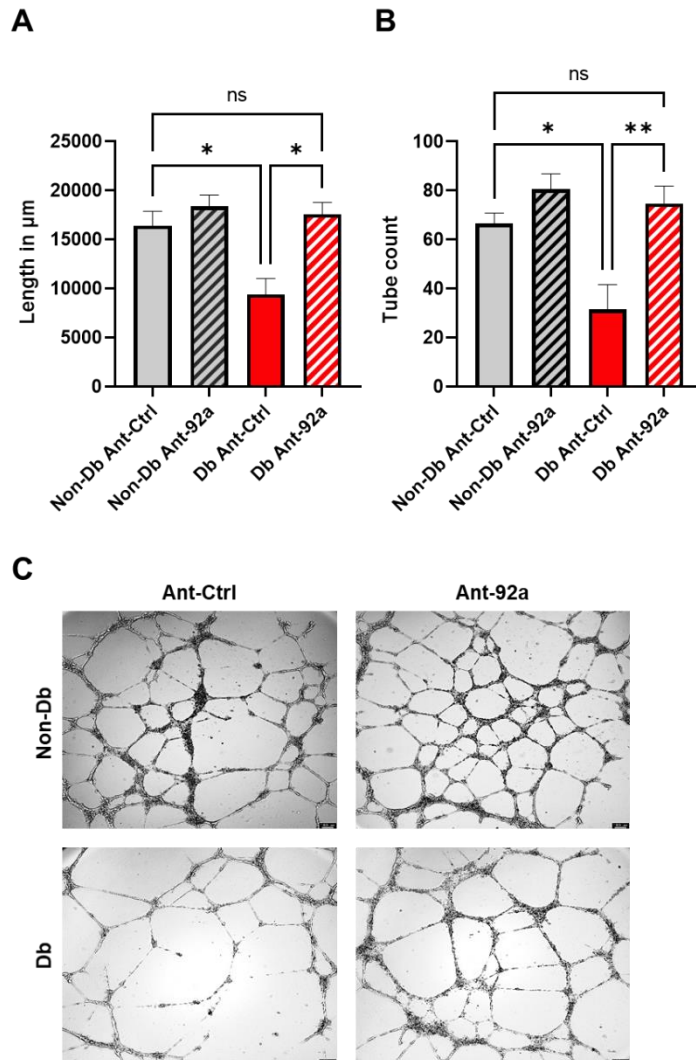 A
ns
*
*
Length in µm
25000
20000
15000
10000
5000
0
Non-Db Ant-Ctrl
Non-Db Ant-92a
Db Ant-Ctrl
Db Ant-92a
B
ns
*
**
Tube count
100
80
60
40
20
0
Non-Db Ant-Ctrl
Non-Db Ant-92a
Db Ant-Ctrl
Db Ant-92a
C
Ant-Ctrl
Ant-92a
Non-Db
Db